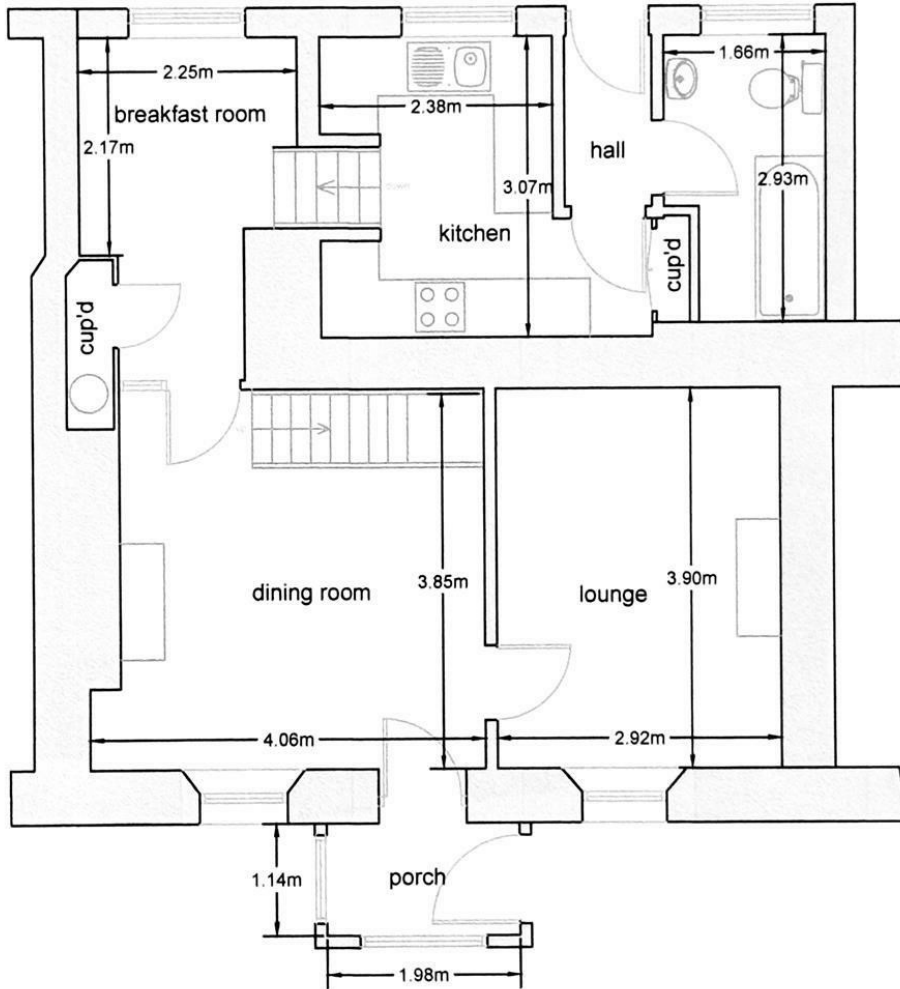 2.25m
1.66m
breakfast room
2.38m
hall
2.17m
3.07m
2.93m
kitchen
cup'd
cup'd
3.85m
3.90m
dining room
lounge
4.06m
2.92m
1.14m
porch
1.98m